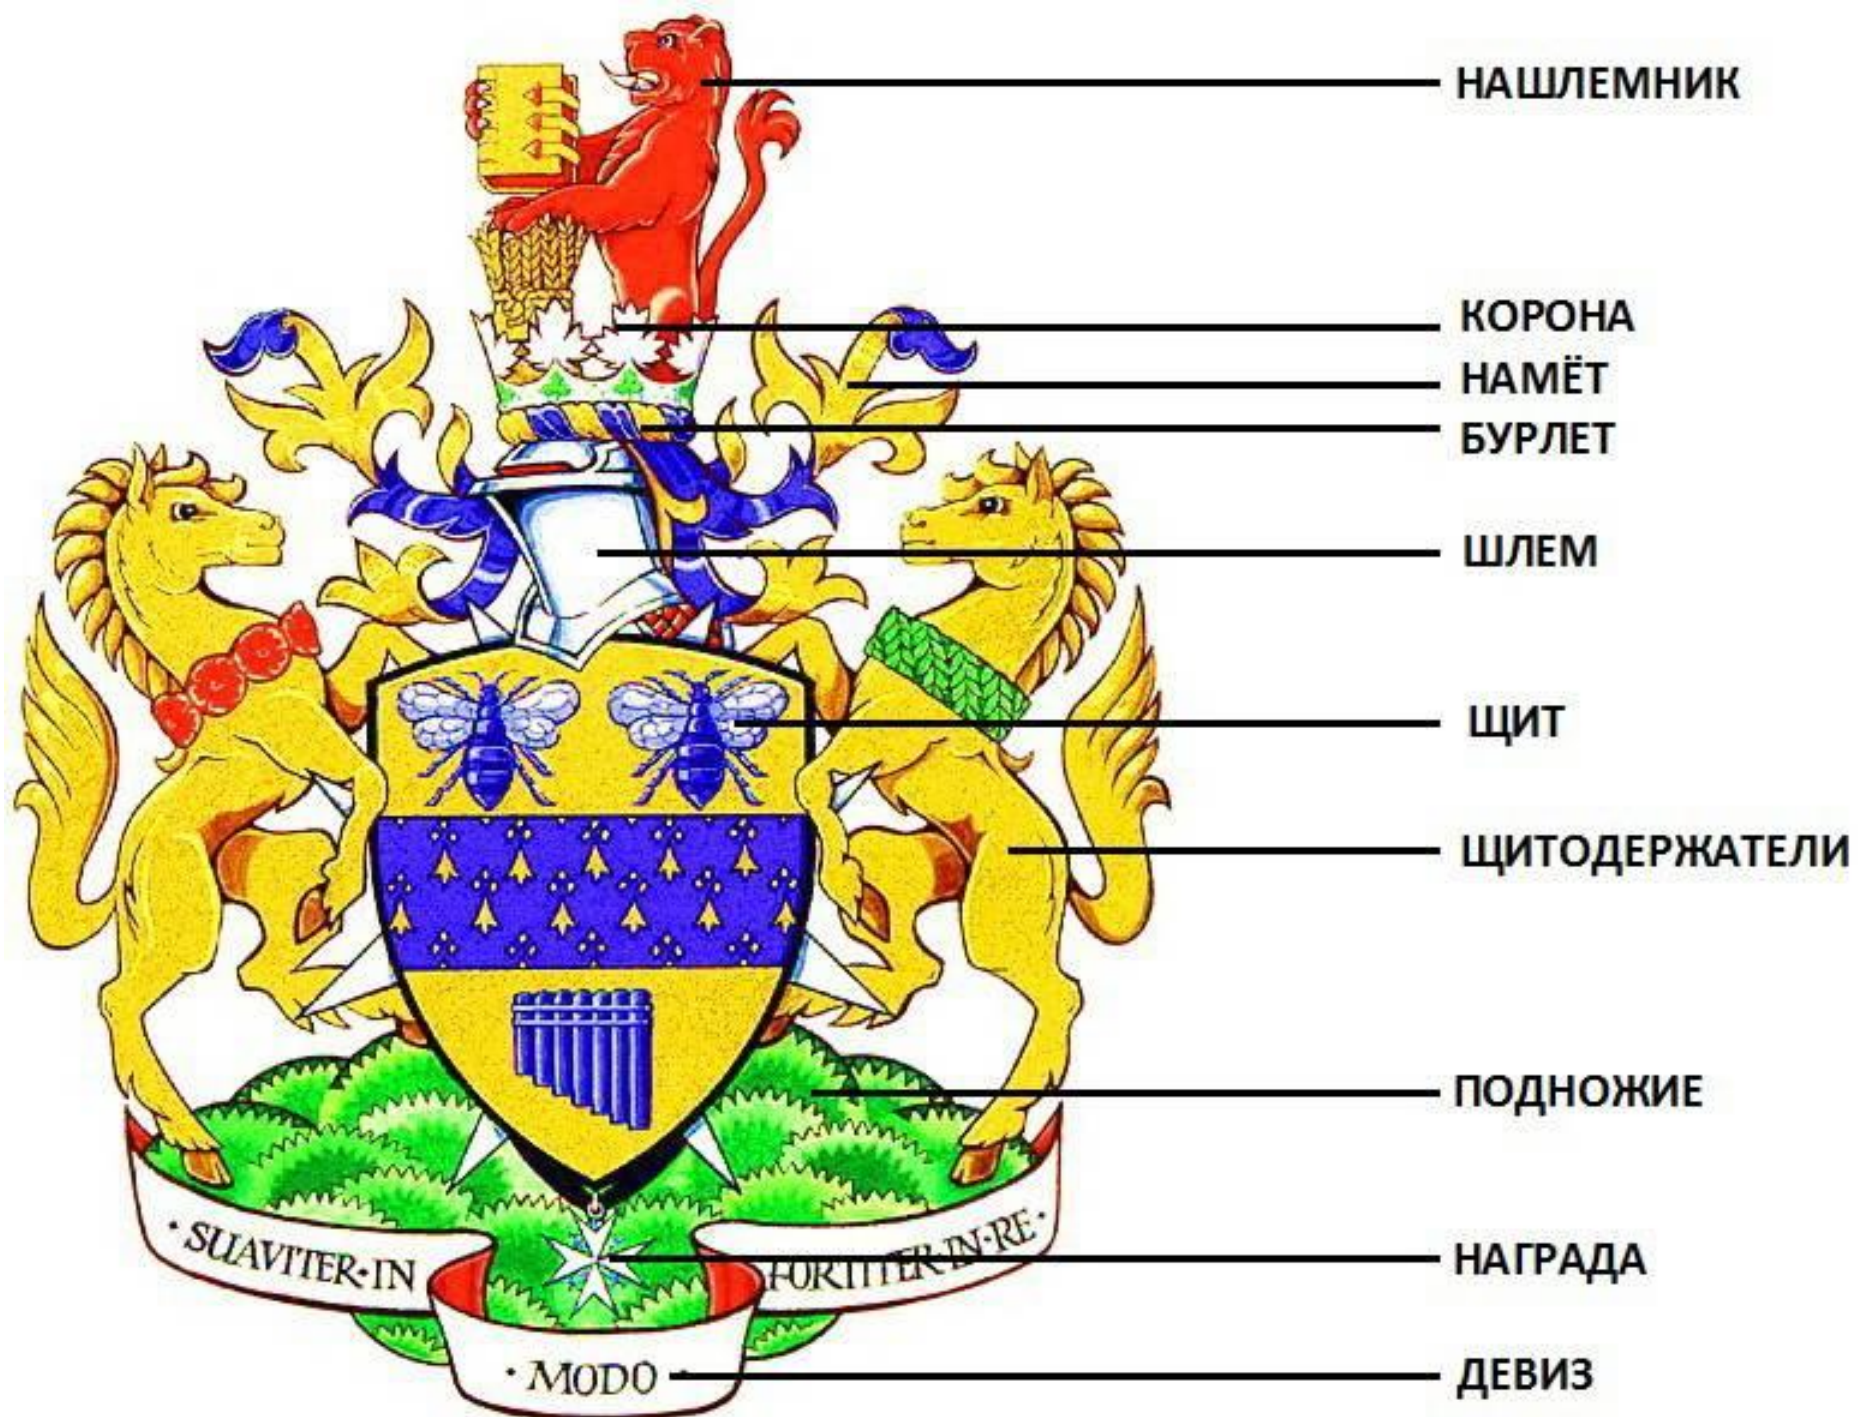 НАШЛЕМНИК
КОРОНА
НАМЁТ
БУРЛЕТ
ШЛЕМ
ЩИТ
ЩИТОДЕРЖАТЕЛИ
ПОДНОЖИЕ
· SUAVITER · IN
FORTITER · IN · RE ·
НАГРАДА
· MODO ·
ДЕВИЗ